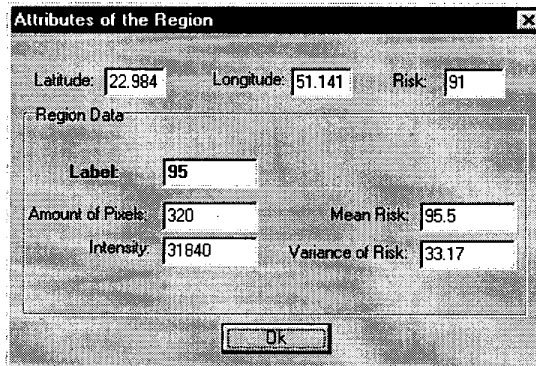 Attributes of the Region
Latitude: 22.984 Longitude: 51.141 Risk: 91
Region Data
Label: 95
Amount of Pixels: 320 Mean Risk: 95.5
Intensity: 31840 Variance of Risk: 33.17
Ok